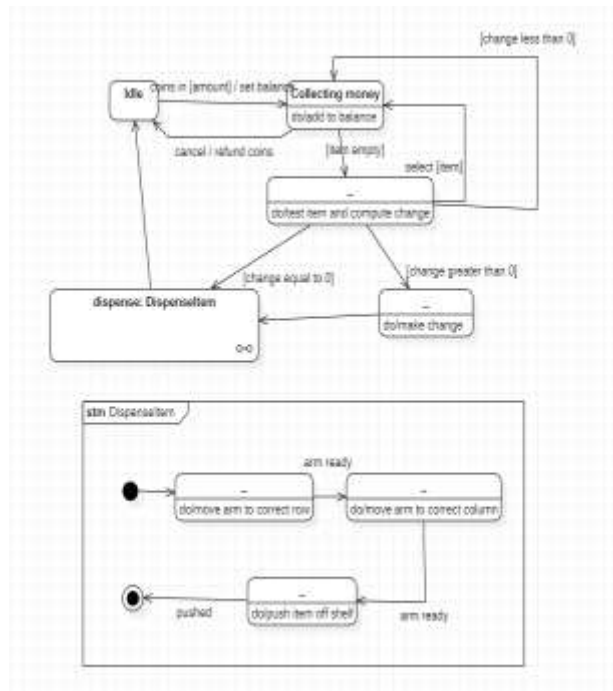 [change less than 0]
Idle
coins in [amount] / set balance
Collecting money
do/add to balance
cancel / refund coins
[item empty]
select [item]
_
do/test item and compute change
[change equal to 0]
[change greater than 0]
dispense: DispenseItem
_
do/make change
stm DispenseItem
arm ready
_
do/move arm to correct row
_
do/move arm to correct column
_
do/push item off shelf
pushed
arm ready